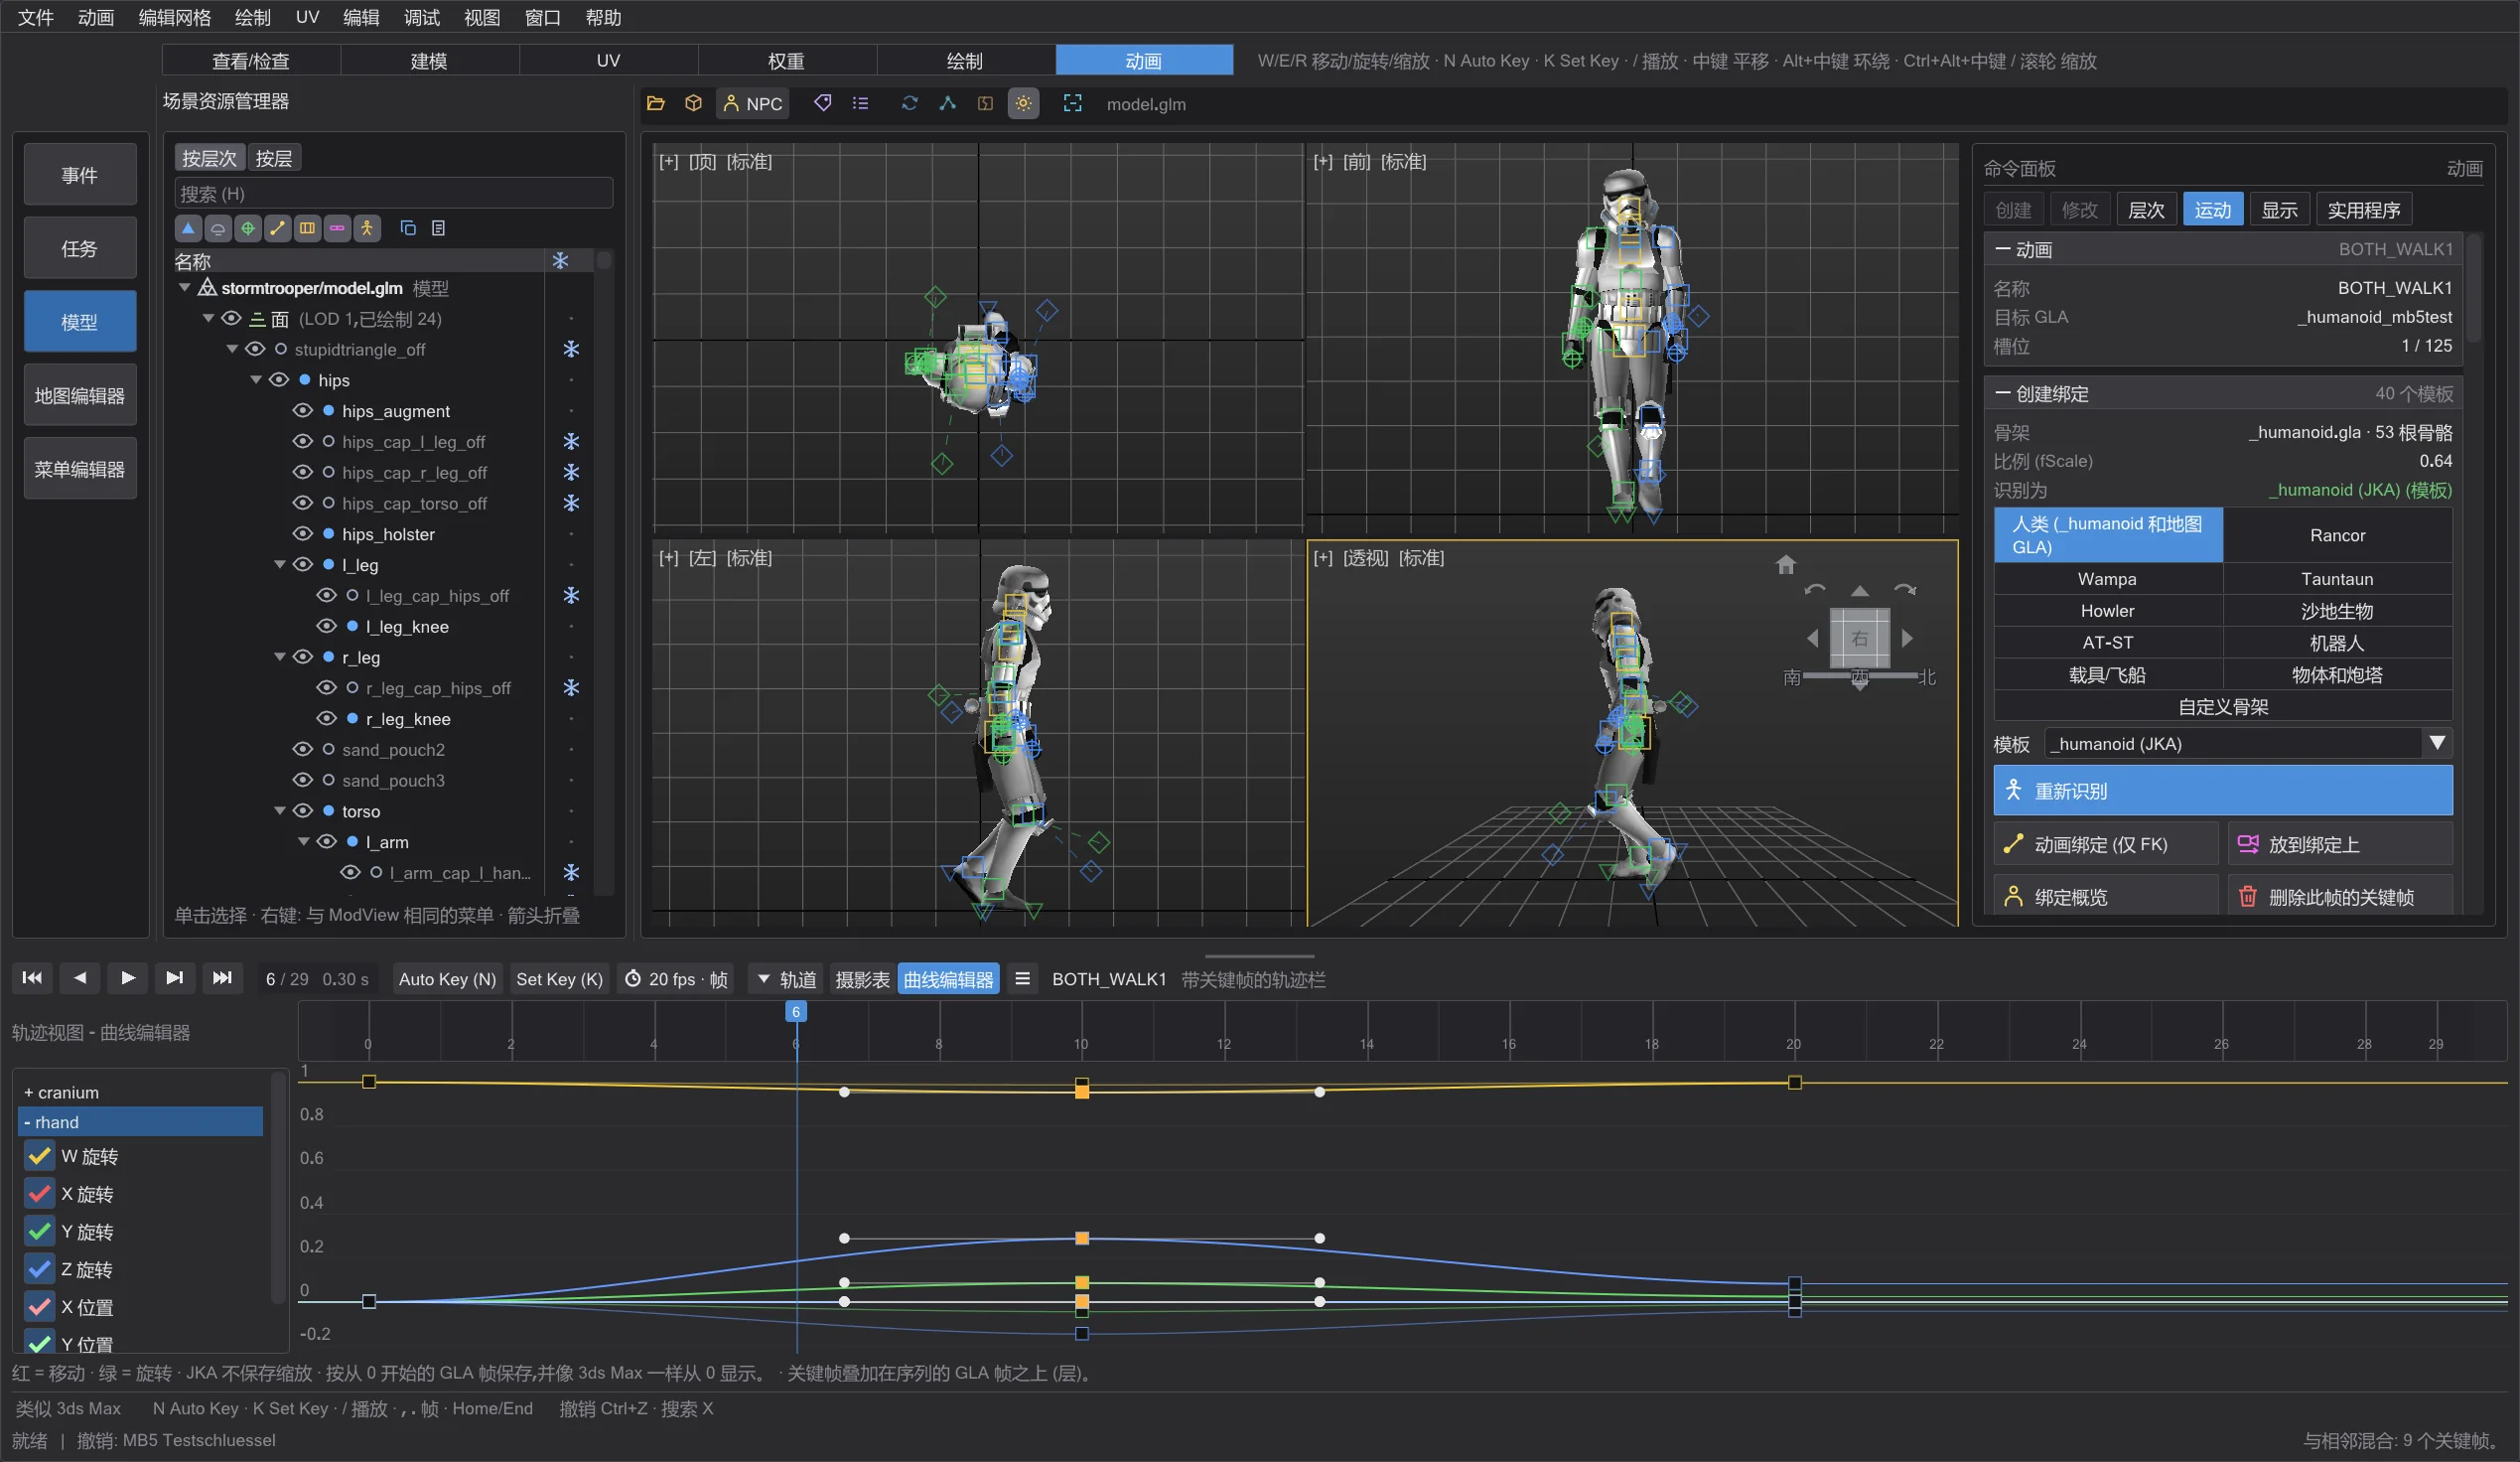 文件 动画 编辑网格 绘制 UV 编辑 调试 视图 窗口 帮助
查看/检查 建模 UV 权重 绘制 动画 W/E/R 移动/旋转/缩放 · N Auto Key · K Set Key · / 播放 · 中键 平移 · Alt+中键 环绕 · Ctrl+Alt+中键 / 滚轮 缩放
场景资源管理器
NPC model.glm
事件
任务
模型
地图编辑器
菜单编辑器
按层次 按层
搜索 (H)
名称
stormtrooper/model.glm 模型
面 (LOD 1,已绘制 24)
stupidtriangle_off
hips
hips_augment
hips_cap_l_leg_off
hips_cap_r_leg_off
hips_cap_torso_off
hips_holster
l_leg
l_leg_cap_hips_off
l_leg_knee
r_leg
r_leg_cap_hips_off
r_leg_knee
sand_pouch2
sand_pouch3
torso
l_arm
l_arm_cap_l_han...
单击选择 · 右键: 与 ModView 相同的菜单 · 箭头折叠
[+] [顶] [标准]
[+] [前] [标准]
[+] [左] [标准]
[+] [透视] [标准]
右
南 西 北
命令面板 动画
创建 修改 层次 运动 显示 实用程序
动画 BOTH_WALK1
名称 BOTH_WALK1
目标 GLA _humanoid_mb5test
槽位 1 / 125
创建绑定 40 个模板
骨架 _humanoid.gla · 53 根骨骼
比例 (fScale) 0.64
识别为 _humanoid (JKA) (模板)
人类 (_humanoid 和地图
GLA)
Rancor
Wampa Tauntaun
Howler 沙地生物
AT-ST 机器人
载具/飞船 物体和炮塔
自定义骨架
模板 _humanoid (JKA)
重新识别
动画绑定 (仅 FK) 放到绑定上
绑定概览 删除此帧的关键帧
6 / 29 0.30 s Auto Key (N) Set Key (K) 20 fps · 帧 轨道 摄影表 曲线编辑器 BOTH_WALK1 带关键帧的轨迹栏
6
轨迹视图 - 曲线编辑器
0 2 4 6 8 10 12 14 16 18 20 22 24 26 28 29
+ cranium
- rhand
W 旋转
X 旋转
Y 旋转
Z 旋转
X 位置
Y 位置
1
0.8
0.6
0.4
0.2
0
-0.2
红 = 移动 · 绿 = 旋转 · JKA 不保存缩放 · 按从 0 开始的 GLA 帧保存,并像 3ds Max 一样从 0 显示。 · 关键帧叠加在序列的 GLA 帧之上 (层)。
类似 3ds Max N Auto Key · K Set Key · / 播放 · , . 帧 · Home/End 撤销 Ctrl+Z · 搜索 X
就绪 | 撤销: MB5 Testschluessel
与相邻混合: 9 个关键帧。